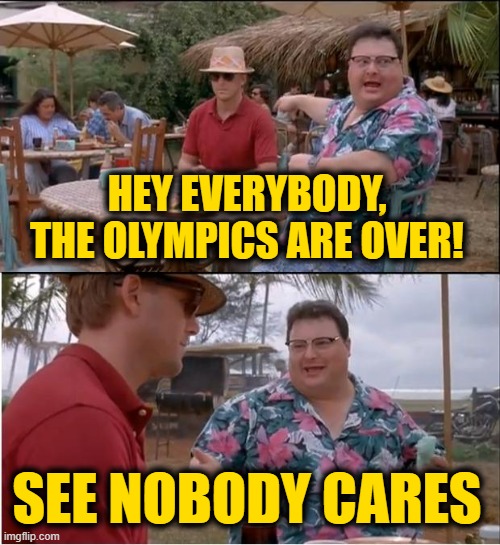 HEY EVERYBODY,
THE OLYMPICS ARE OVER!
SEE NOBODY CARES
imgflip.com